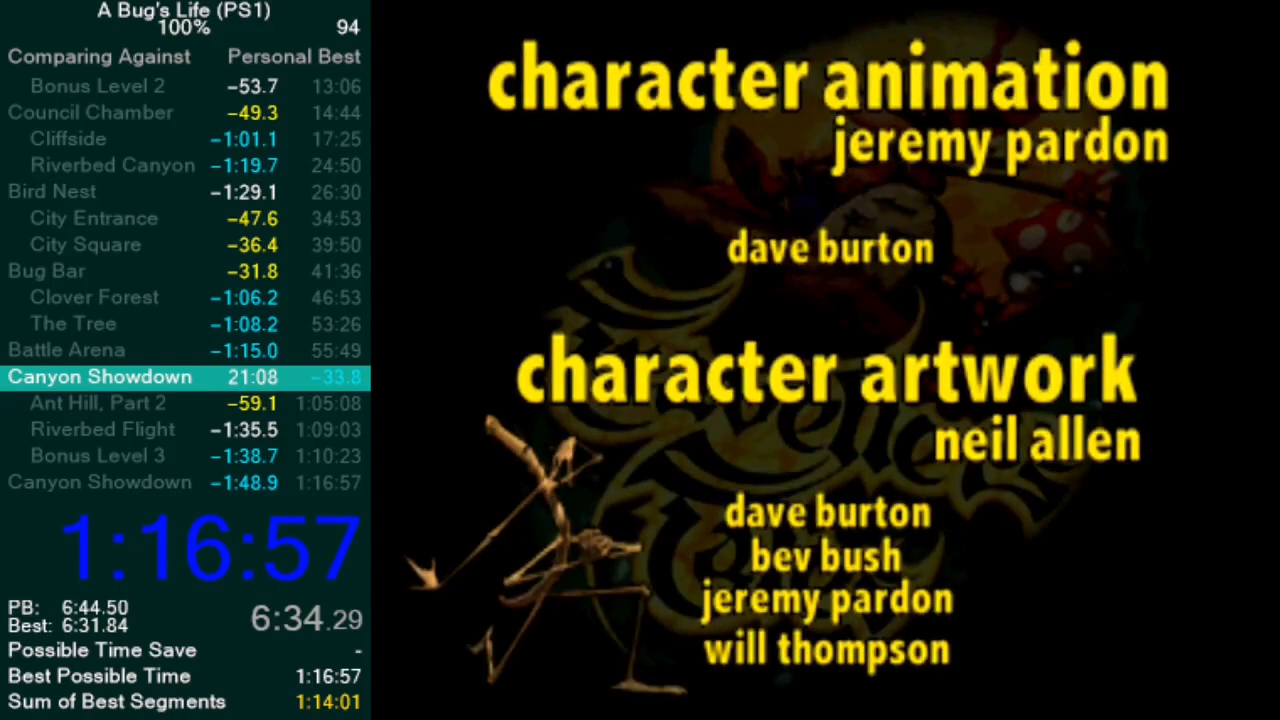 A Bug's Life (PS1)
100% 94
Comparing Against Personal Best
Bonus Level 2 −53.7 13:06
Council Chamber −49.3 14:44
Cliffside −1:01.1 17:25
Riverbed Canyon −1:19.7 24:50
Bird Nest −1:29.1 26:30
City Entrance −47.6 34:53
City Square −36.4 39:50
Bug Bar −31.8 41:36
Clover Forest −1:06.2 46:53
The Tree −1:08.2 53:26
Battle Arena −1:15.0 55:49
Canyon Showdown 21:08 −33.8
Ant Hill, Part 2 −59.1 1:05:08
Riverbed Flight −1:35.5 1:09:03
Bonus Level 3 −1:38.7 1:10:23
Canyon Showdown −1:48.9 1:16:57
1:16:57
PB: 6:44.50
Best: 6:31.84
6:34.29
Possible Time Save -
Best Possible Time 1:16:57
Sum of Best Segments 1:14:01
character animation
jeremy pardon
dave burton
character artwork
neil allen
dave burton
bev bush
jeremy pardon
will thompson